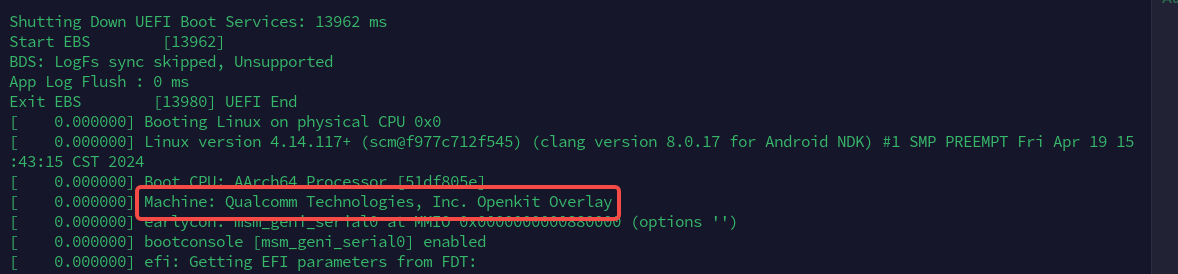 Shutting Down UEFI Boot Services: 13962 ms
Start EBS        [13962]
BDS: LogFs sync skipped, Unsupported
App Log Flush : 0 ms
Exit EBS        [13980] UEFI End
[    0.000000] Booting Linux on physical CPU 0x0
[    0.000000] Linux version 4.14.117+ (scm@f977c712f545) (clang version 8.0.17 for Android NDK) #1 SMP PREEMPT Fri Apr 19 15
:43:15 CST 2024
[    0.000000] Boot CPU: AArch64 Processor [51df805e]
[    0.000000] Machine: Qualcomm Technologies, Inc. Openkit Overlay
[    0.000000] earlycon: msm_geni_serial0 at MMIO 0x0000000000880000 (options '')
[    0.000000] bootconsole [msm_geni_serial0] enabled
[    0.000000] efi: Getting EFI parameters from FDT: